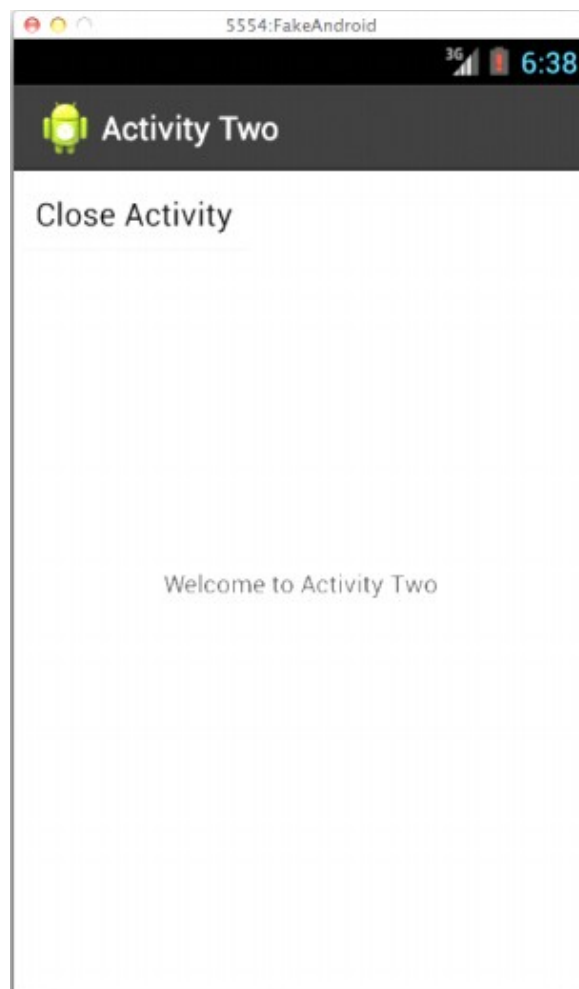 5554:FakeAndroid
3G 6:38
Activity Two
Close Activity
Welcome to Activity Two